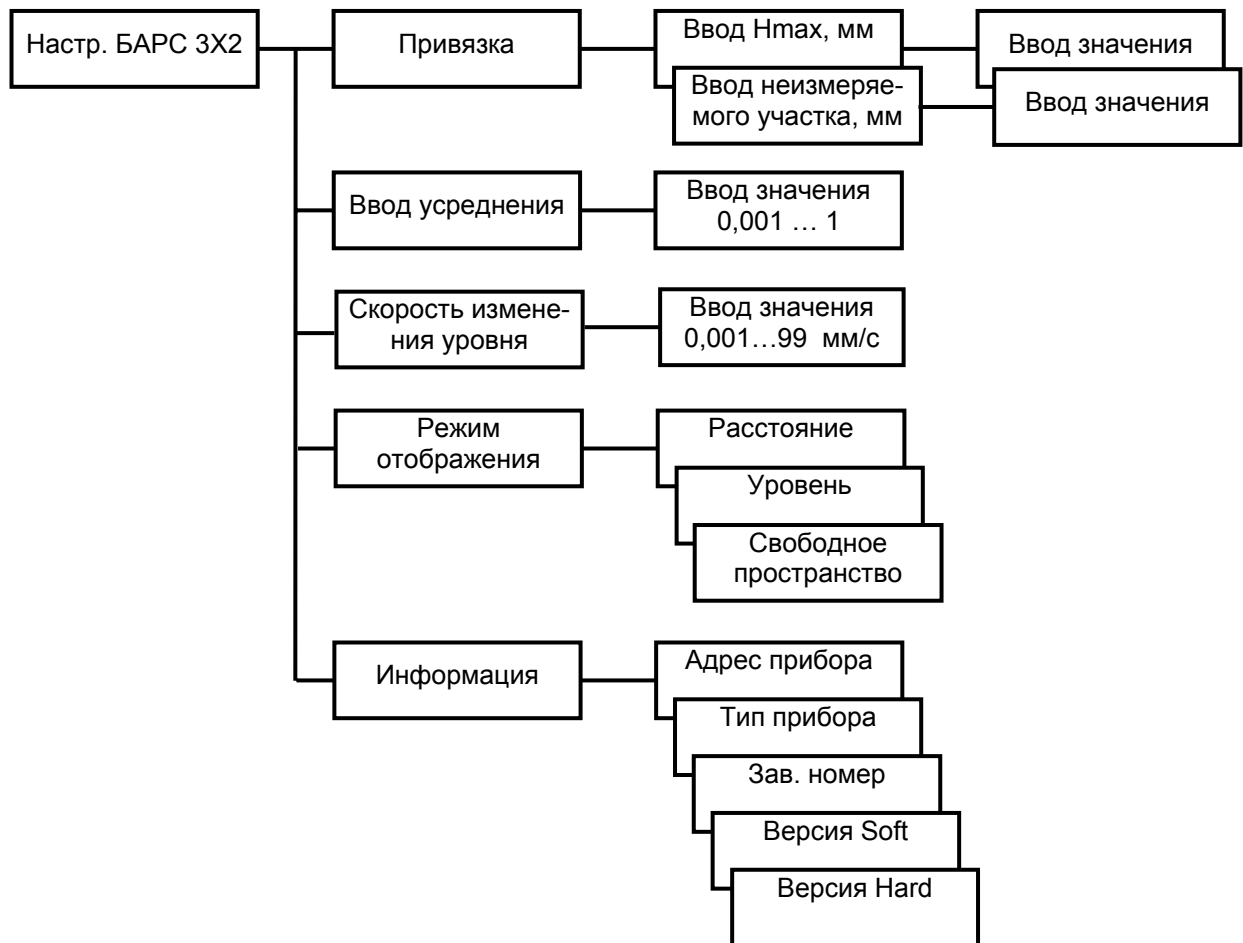 Настр. БАРС 3Х2
Привязка
Ввод Hmax, мм
Ввод значения
Ввод неизмеряе-
мого участка, мм
Ввод значения
Ввод усреднения
Ввод значения
0,001 … 1
Скорость измене-
ния уровня
Ввод значения
0,001…99 мм/с
Режим
отображения
Расстояние
Уровень
Свободное
пространство
Информация
Адрес прибора
Тип прибора
Зав. номер
Версия Soft
Версия Hard